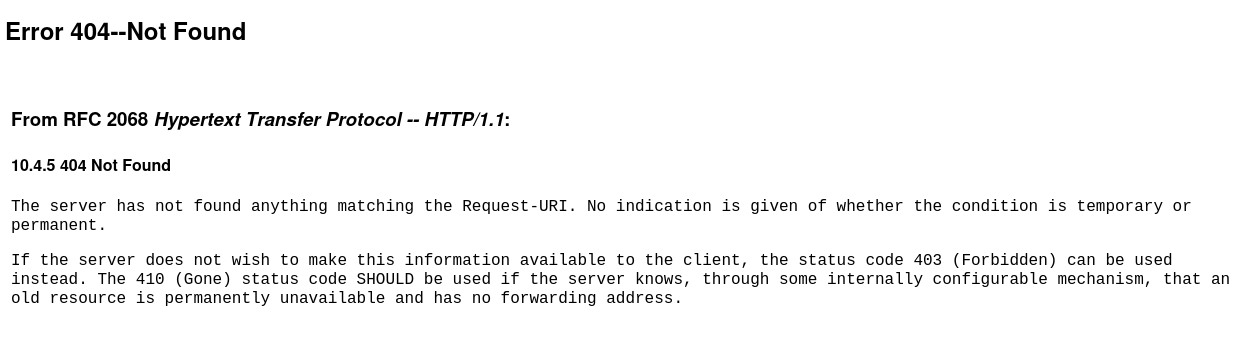 Error 404--Not Found
From RFC 2068 Hypertext Transfer Protocol -- HTTP/1.1:
10.4.5 404 Not Found
The server has not found anything matching the Request-URI. No indication is given of whether the condition is temporary or
permanent.
If the server does not wish to make this information available to the client, the status code 403 (Forbidden) can be used
instead. The 410 (Gone) status code SHOULD be used if the server knows, through some internally configurable mechanism, that an
old resource is permanently unavailable and has no forwarding address.